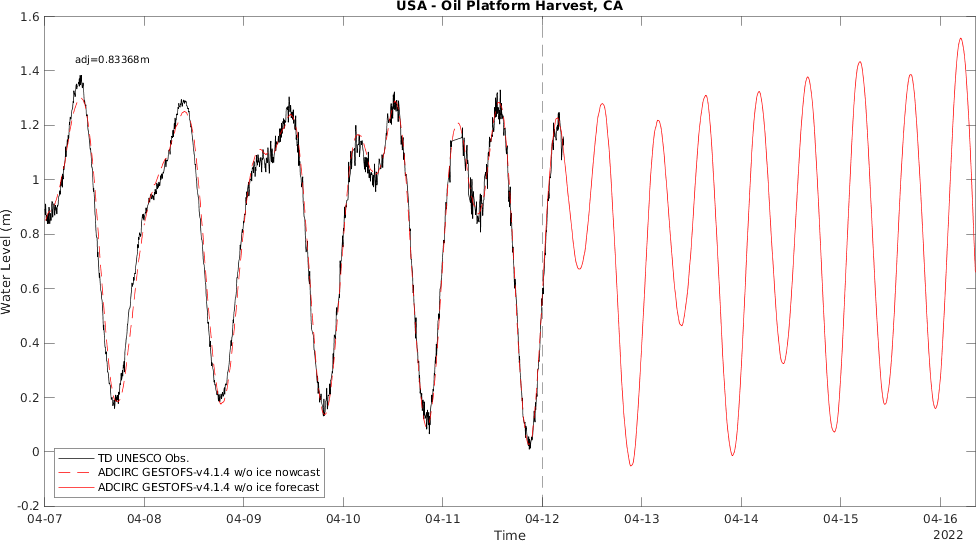 USA - Oil Platform Harvest, CA
1.6
1.4
1.2
1
0.8
0.6
0.4
0.2
0
-0.2
Water Level (m)
adj=0.83368m
TD UNESCO Obs.
ADCIRC GESTOFS-v4.1.4 w/o ice nowcast
ADCIRC GESTOFS-v4.1.4 w/o ice forecast
04-07 04-08 04-09 04-10 04-11 04-12 04-13 04-14 04-15 04-16
Time
2022